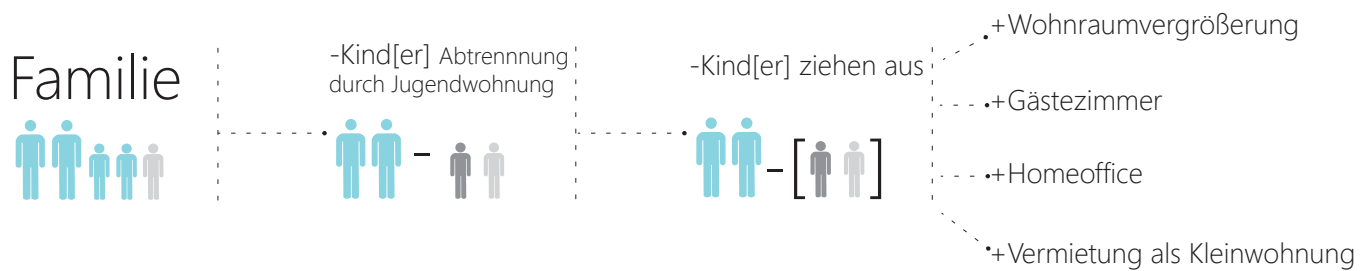 Familie
-Kind[er] Abtrennnung
durch Jugendwohnung
-Kind[er] ziehen aus
+Wohnraumvergrößerung
+Gästezimmer
+Homeoffice
+Vermietung als Kleinwohnung